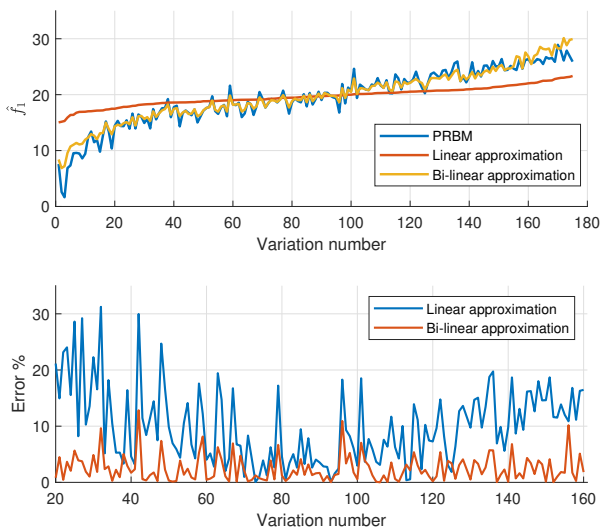 30
20
10
0
f̂₁
PRBM
Linear approximation
Bi-linear approximation
0 20 40 60 80 100 120 140 160 180
Variation number
30
20
10
0
Error %
Linear approximation
Bi-linear approximation
20 40 60 80 100 120 140 160
Variation number